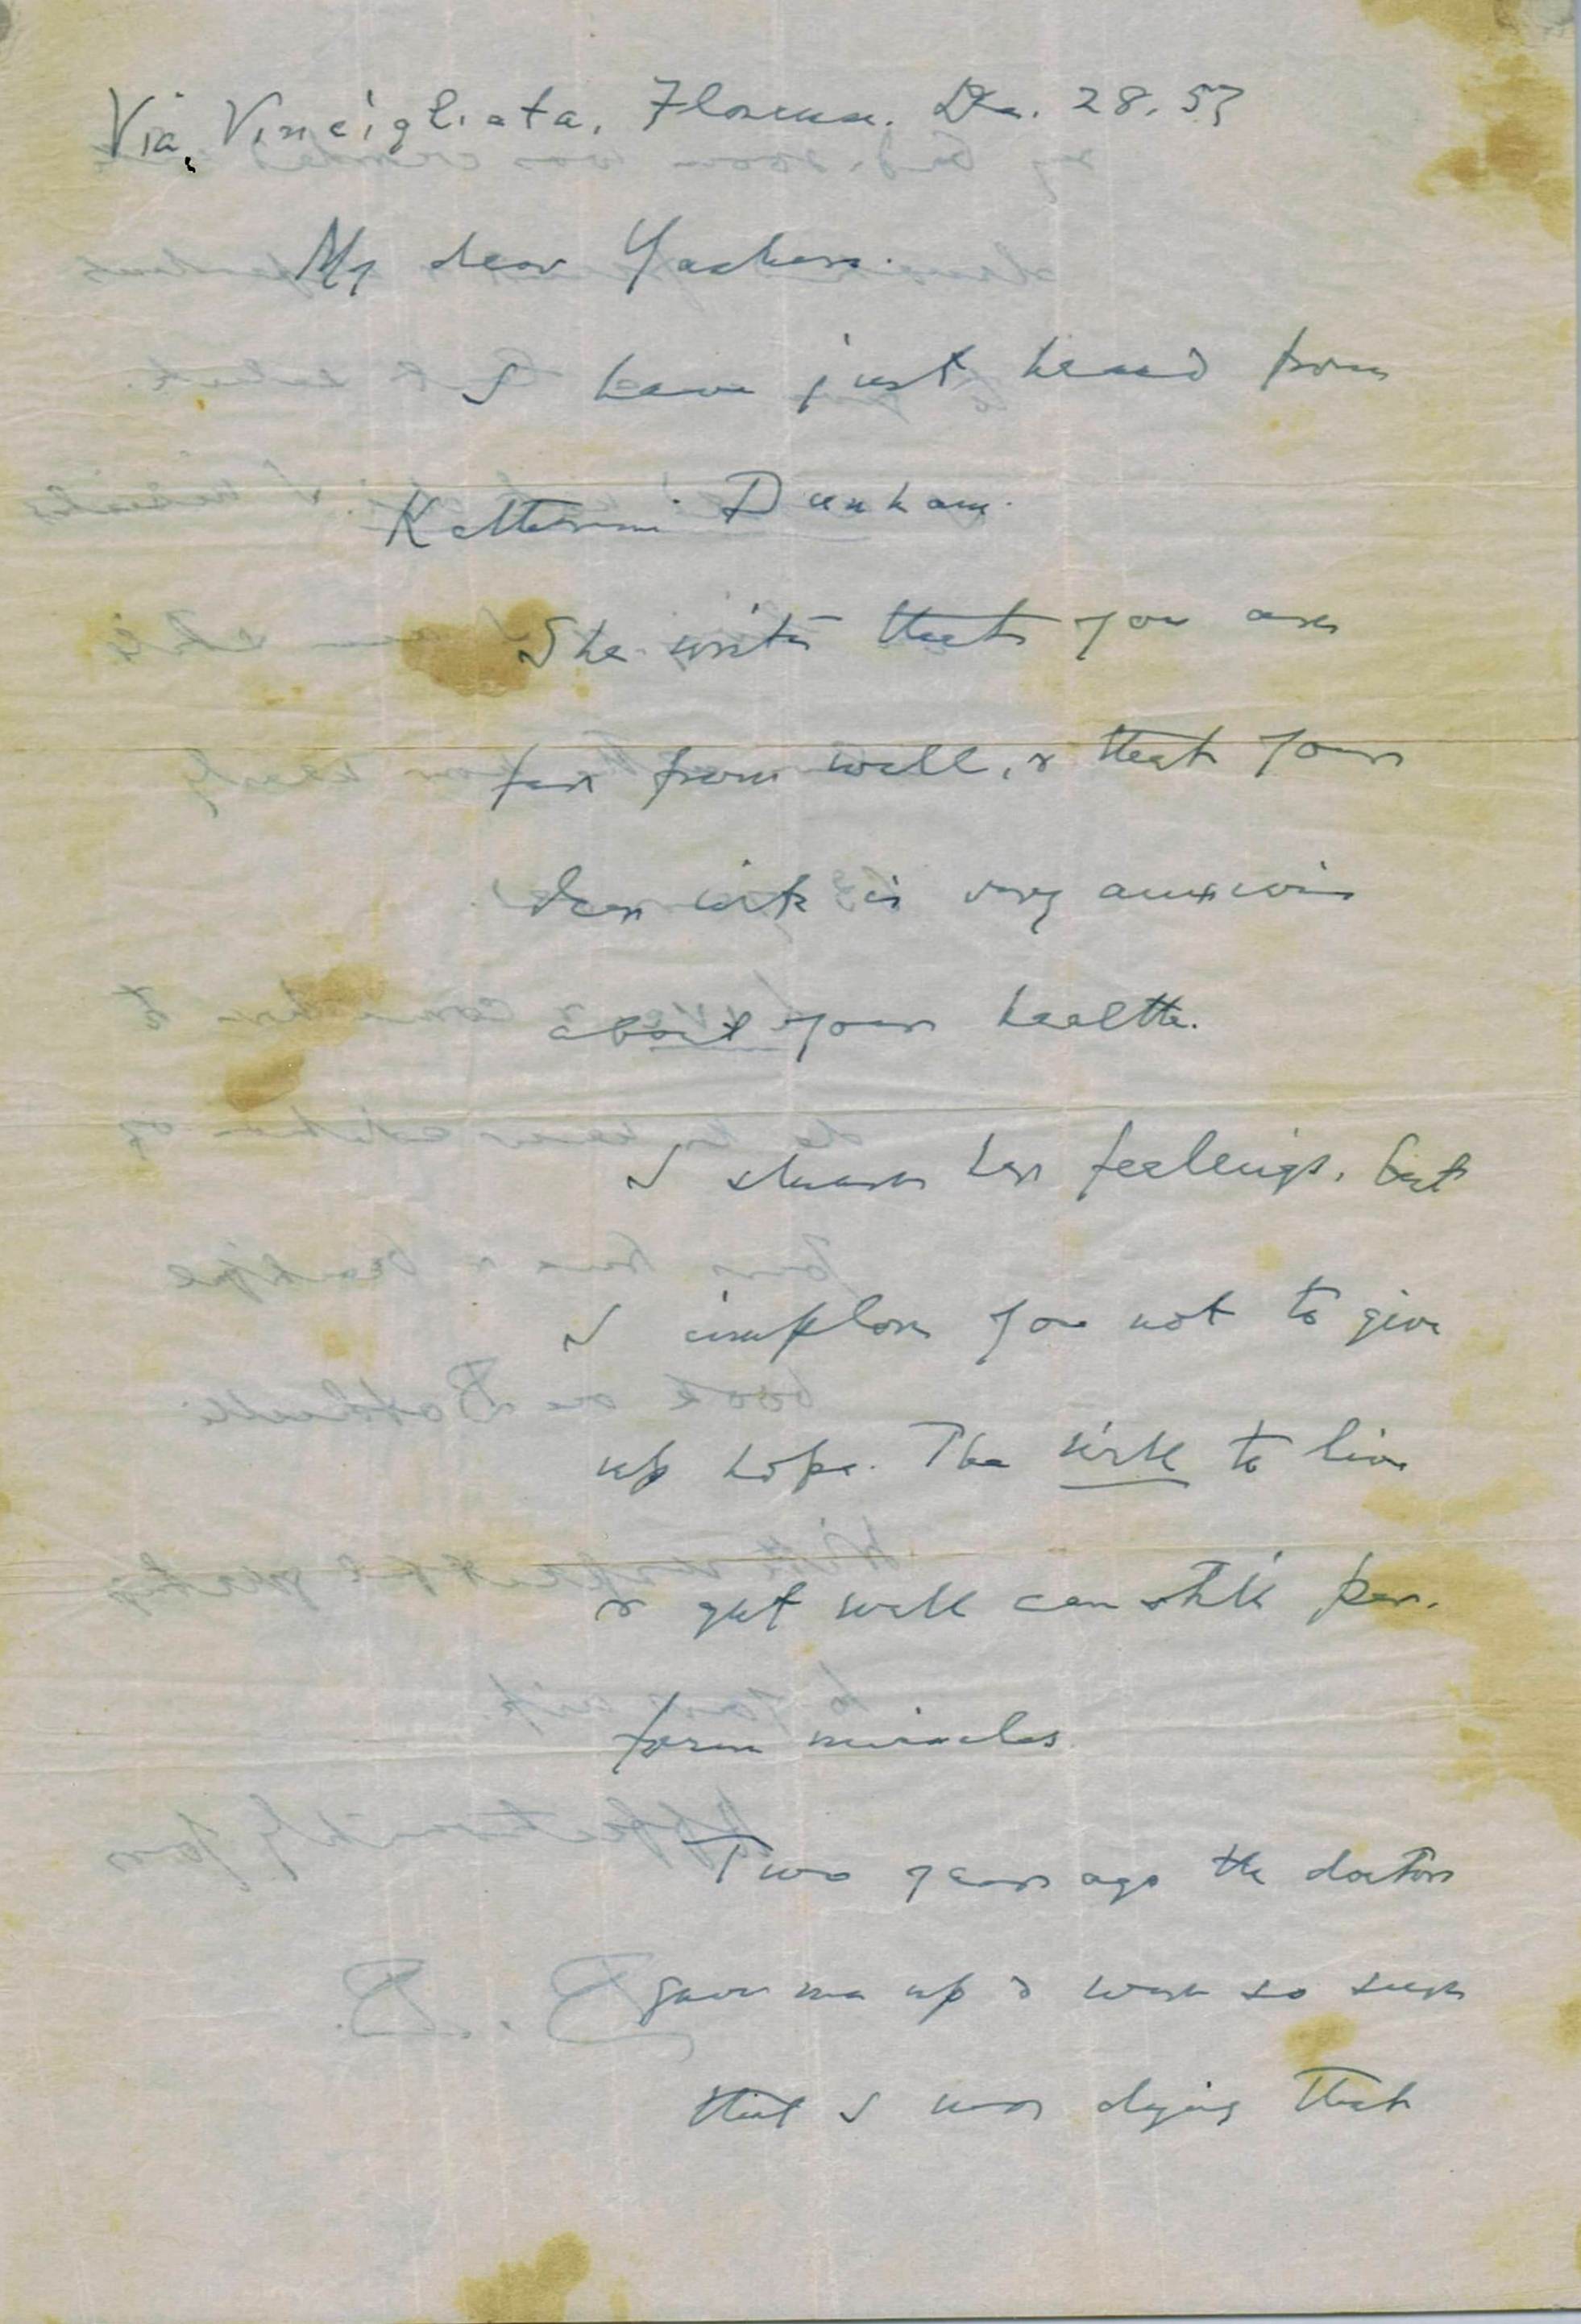 Via, Vincigliata, Florence. Dec. 28. 57
My dear Yashiro.
I have just heard from
Katherine Dunham.
She writes that you are
far from well, & that your
dear wife is very anxious
about your health.
I share her feelings, but
I implore you not to give
up hope. The will to live
& get well can still per-
form miracles.
Two years ago the doctors
gave me up & were so sure
that I was dying that